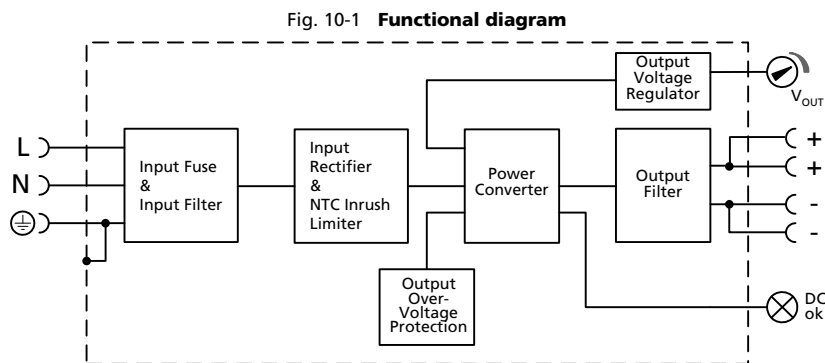 Fig. 10-1 Functional diagram
Output
Voltage
Regulator
V OUT
L
N
Input Fuse
&
Input Filter
Input
Rectifier
&
NTC Inrush
Limiter
Power
Converter
Output
Filter
+
+
-
-
Output
Over-
Voltage
Protection
DC
ok